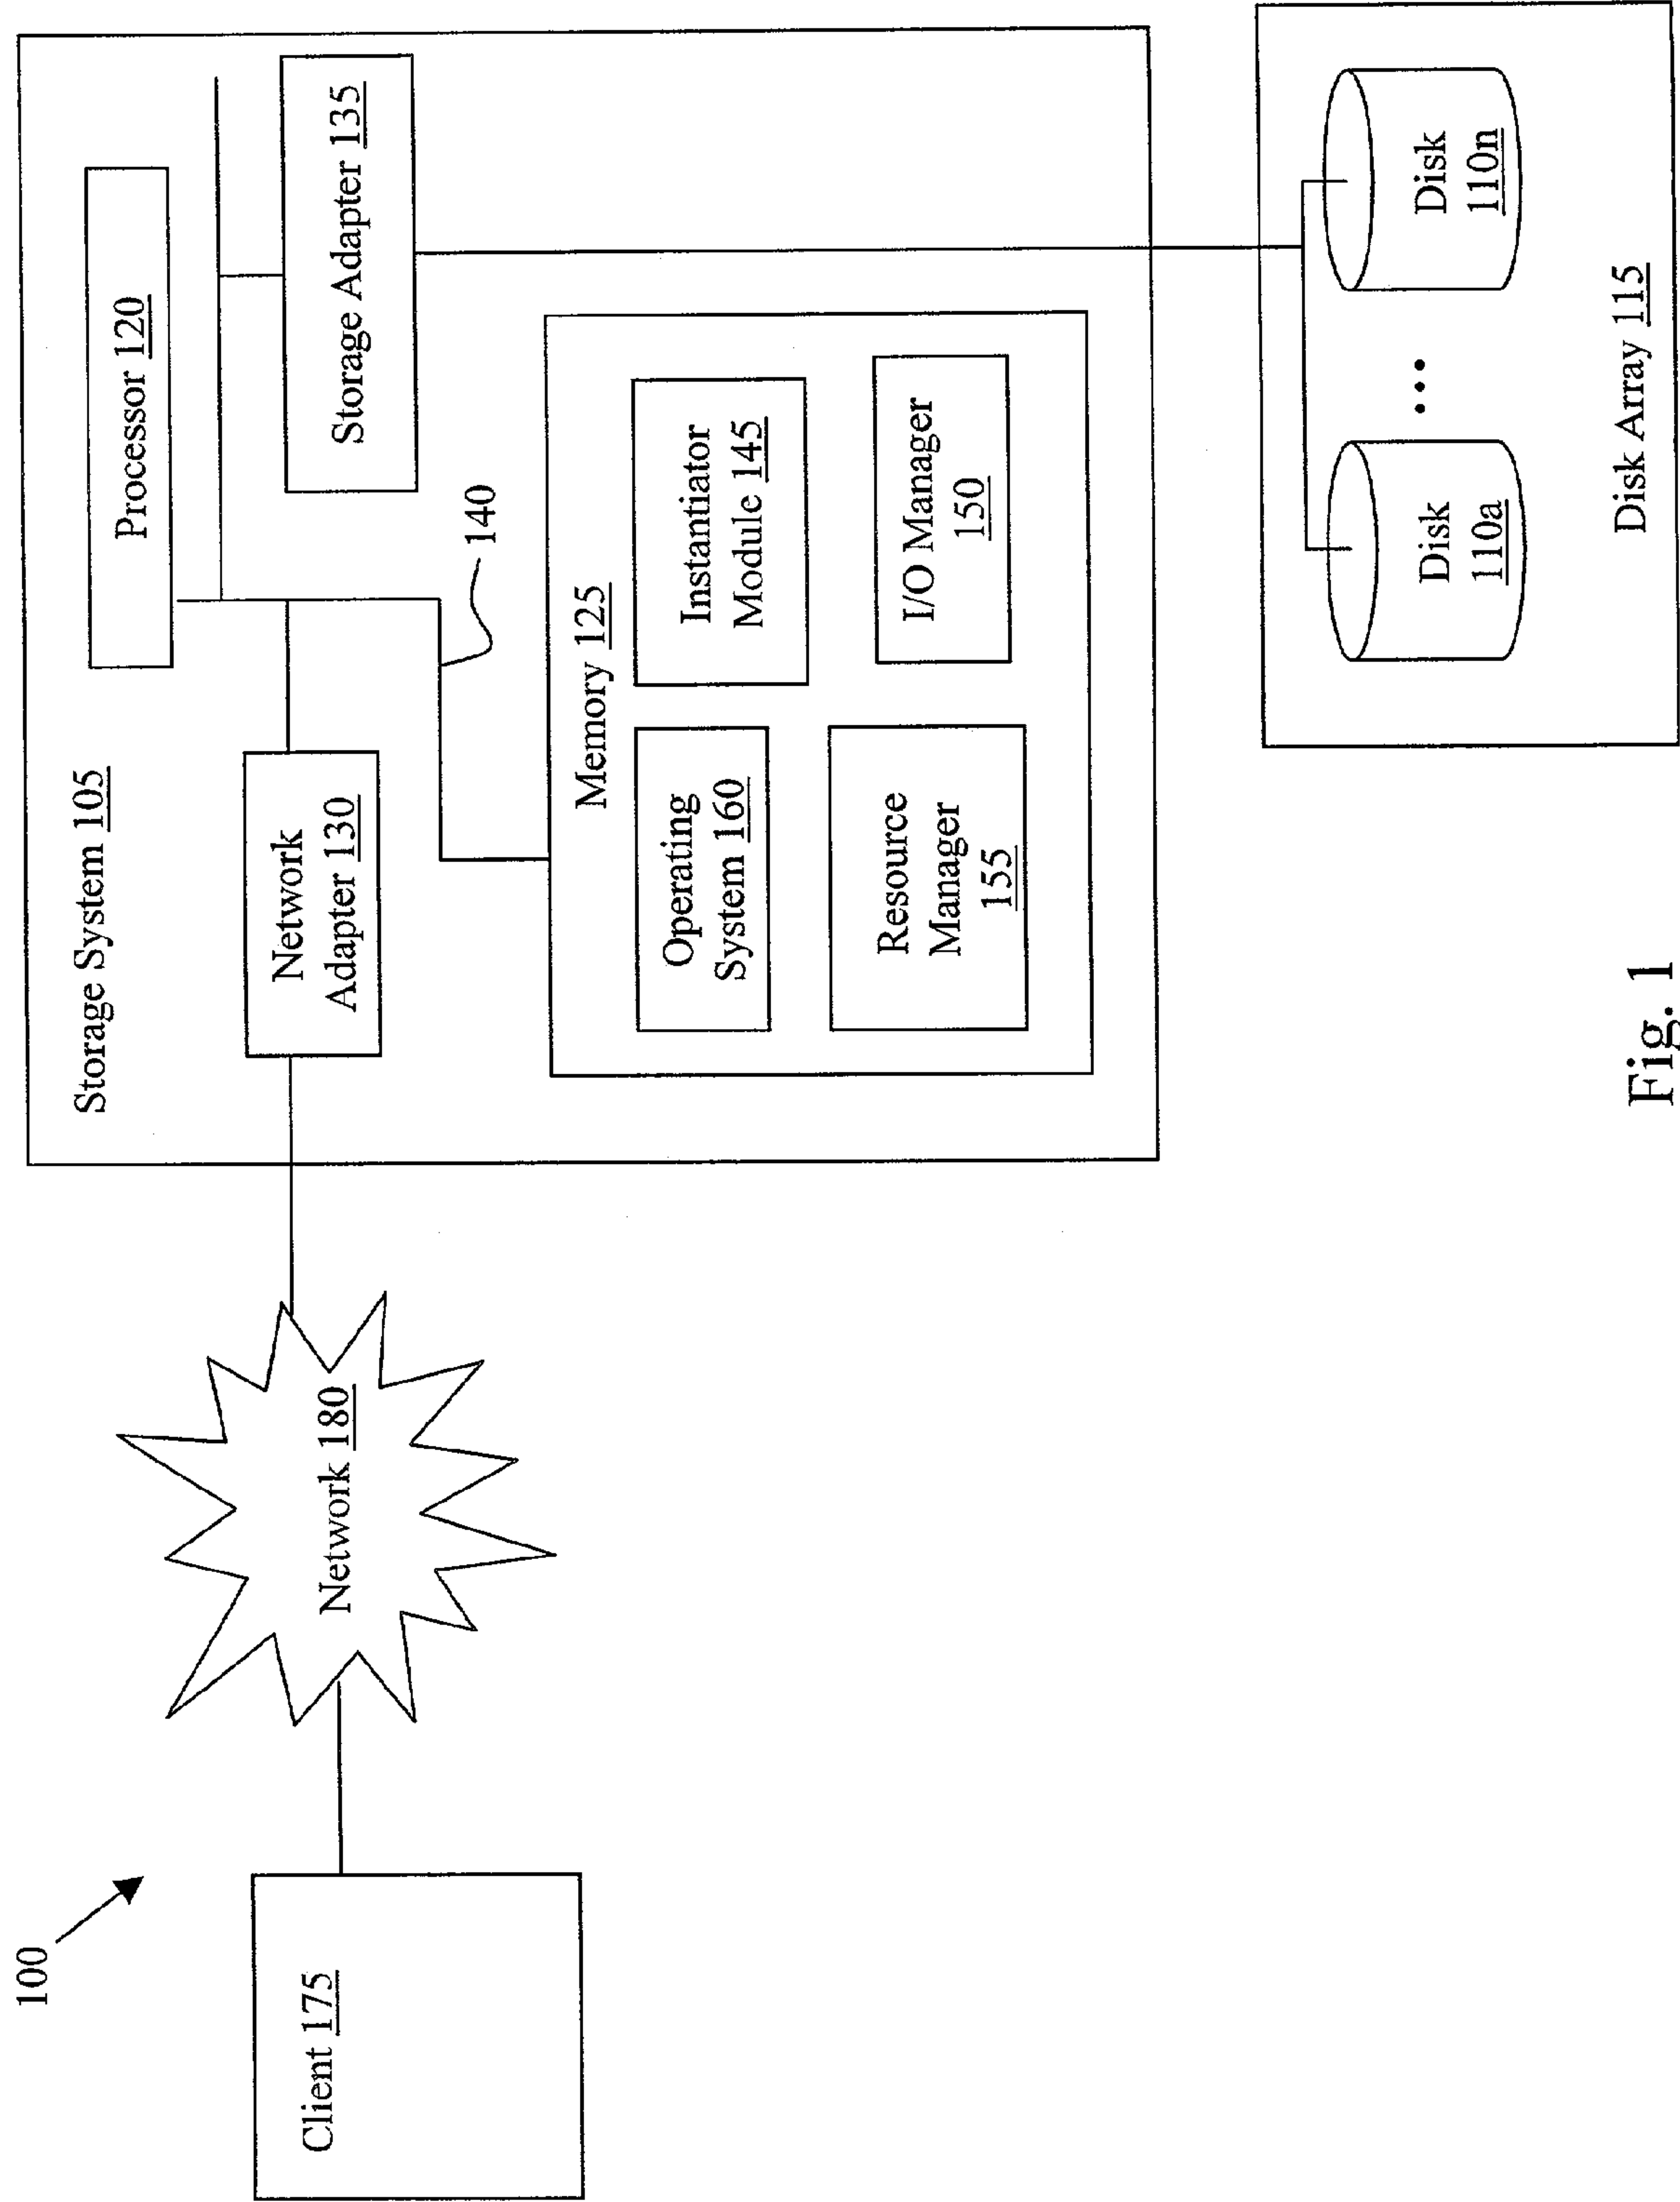 100
Storage System 105
Processor 120
Network
Adapter 130
Storage Adapter 135
140
Client 175
Network 180
Memory 125
Operating
System 160
Instantiator
Module 145
Resource
Manager
155
I/O Manager
150
Disk
110a
...
Disk
110n
Disk Array 115
Fig. 1